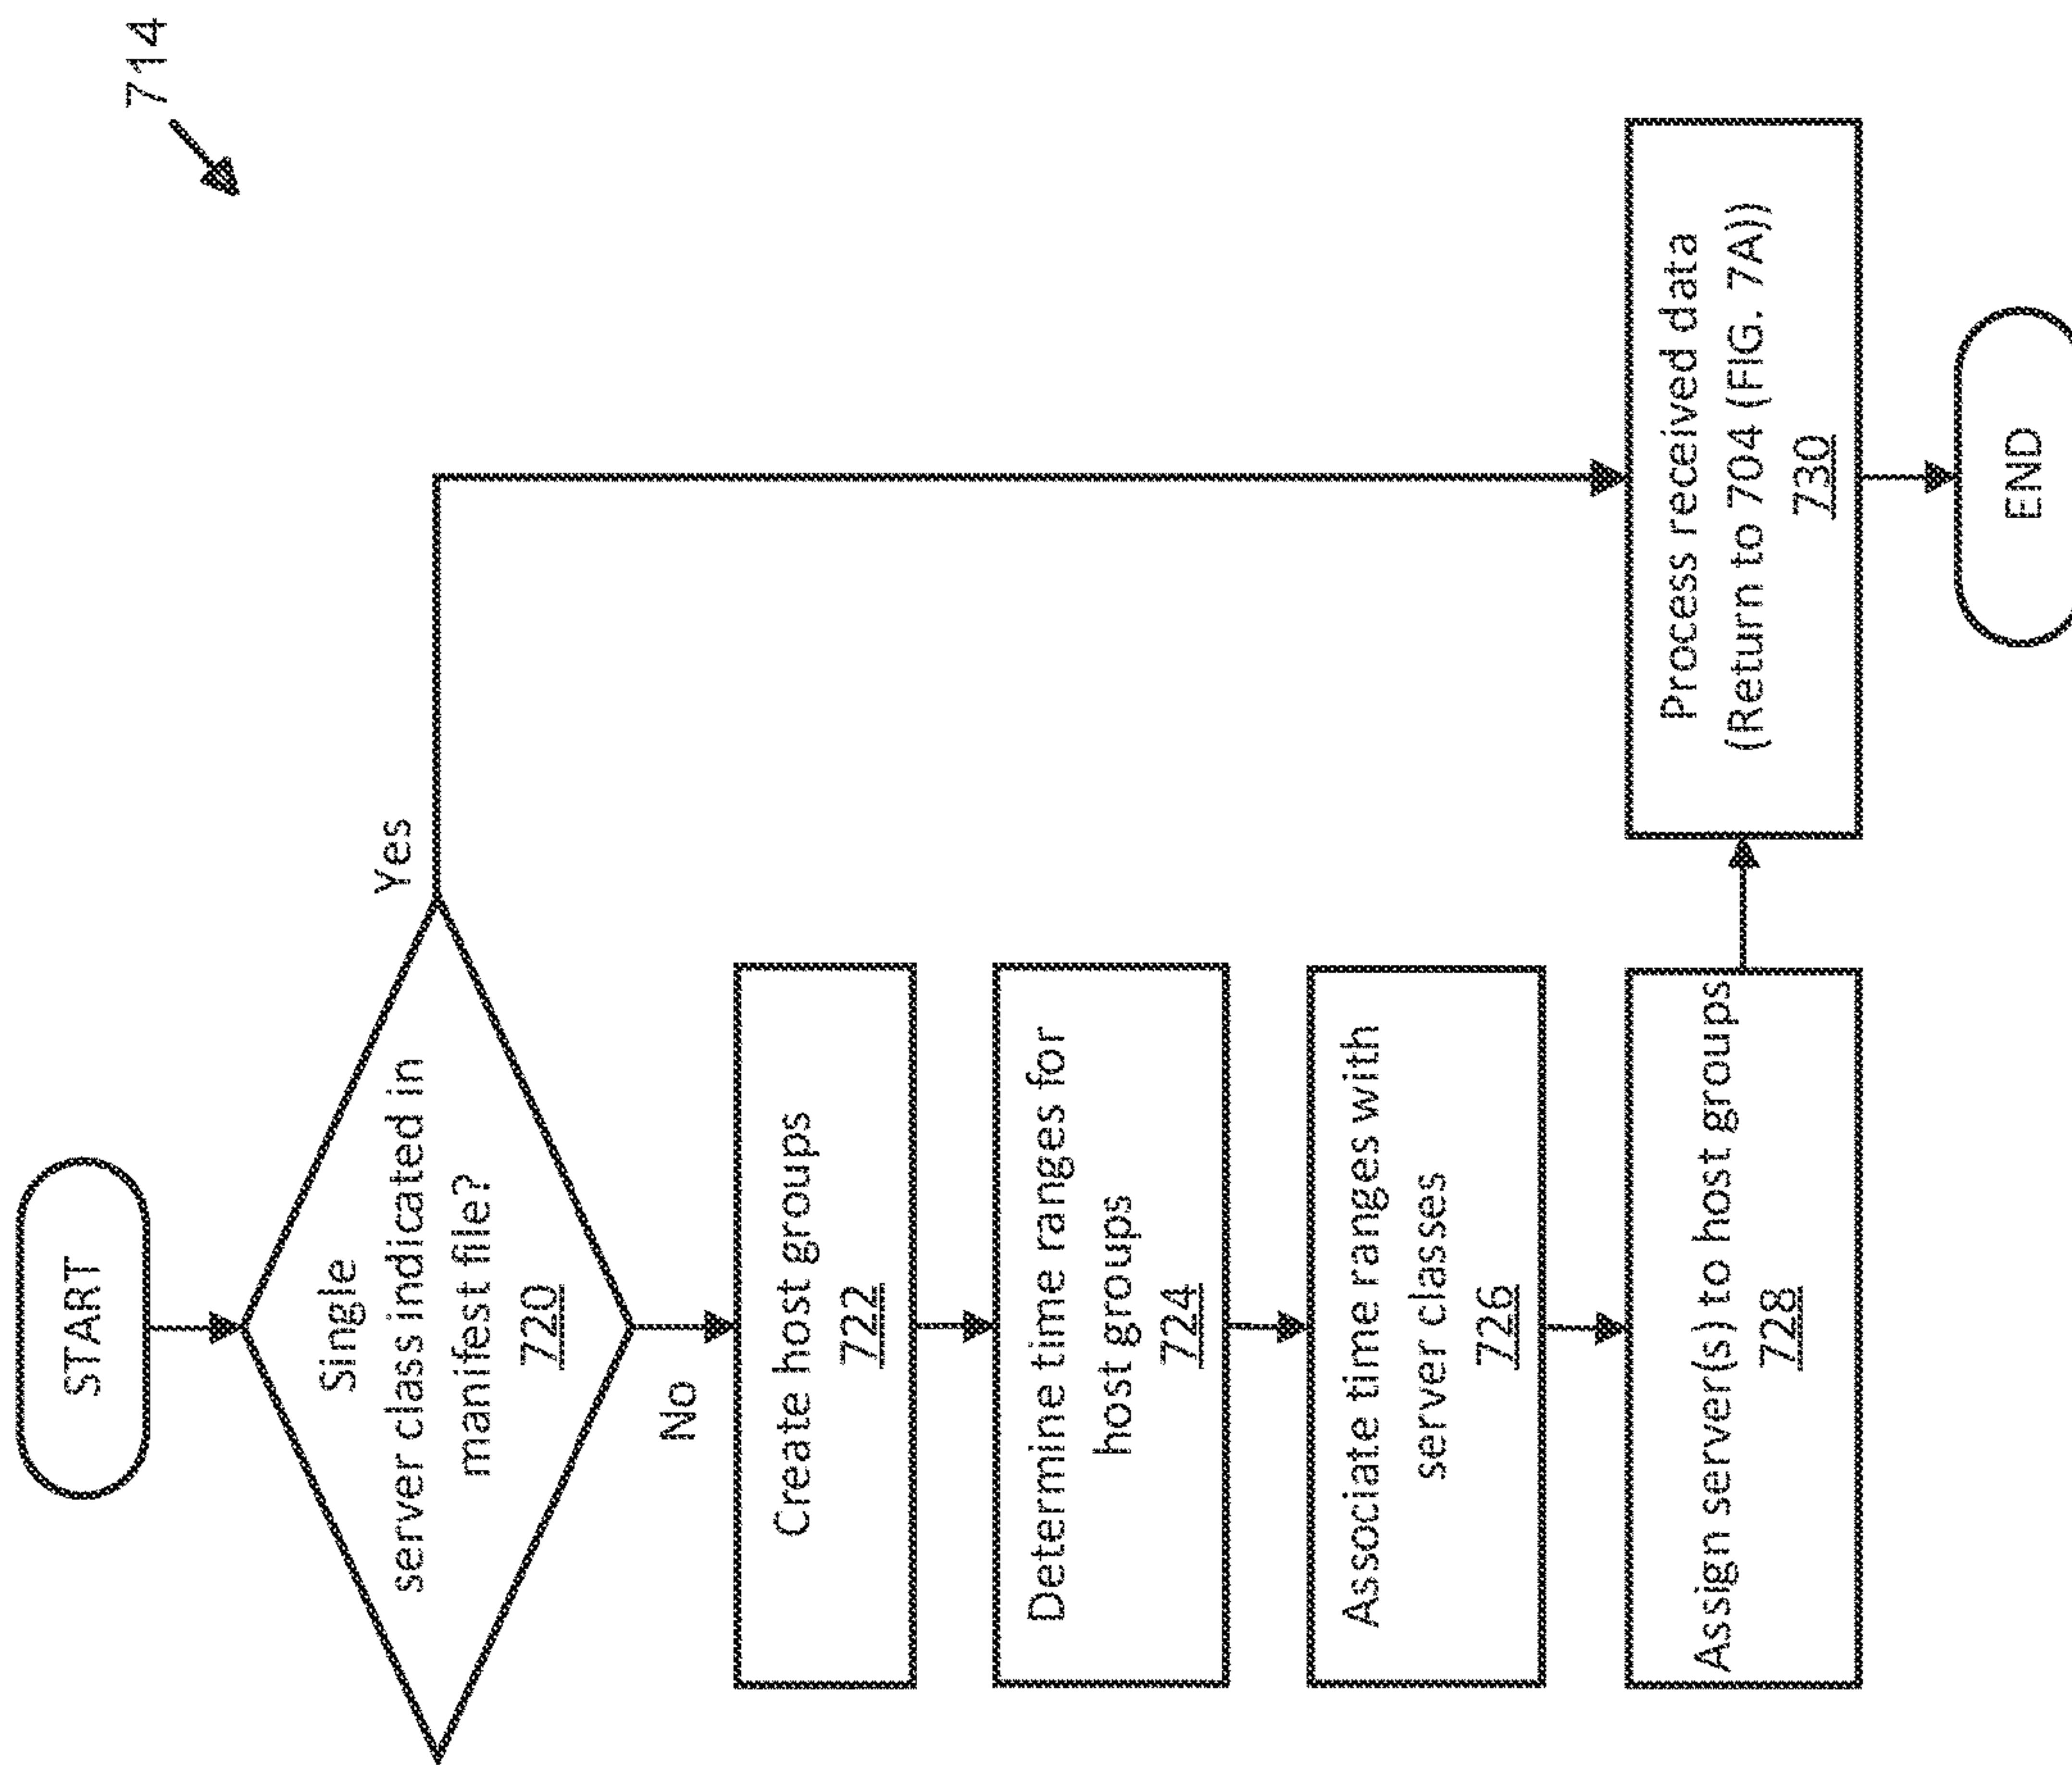 714
START
Single
server class indicated in
manifest file?
720
Yes
No
Create host groups
722
Determine time ranges for
host groups
724
Associate time ranges with
server classes
726
Assign server(s) to host groups
728
Process received data
(Return to 704 (FIG. 7A))
730
END